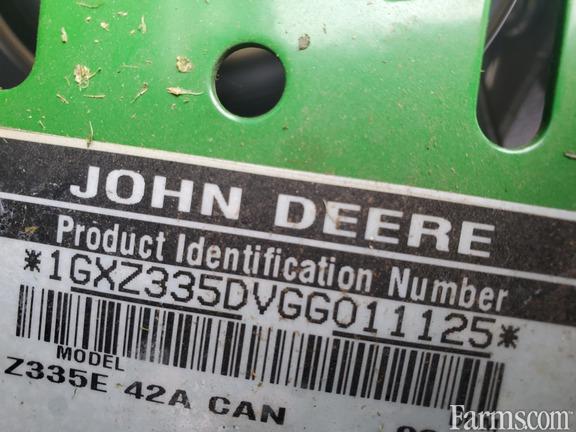 JOHN DEERE
Product Identification Number
*1GXZ335DVGG011125*
MODEL
Z335E 42A CAN
Farms.com